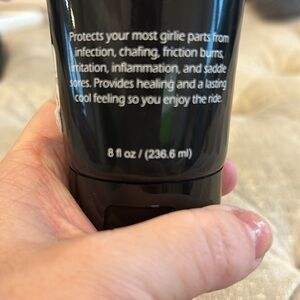 Protects your most girlie parts from
infection, chafing, friction burns,
irritation, inflammation, and saddle
sores. Provides healing and a lasting
cool feeling so you enjoy the ride.
8 fl oz / (236.6 ml)